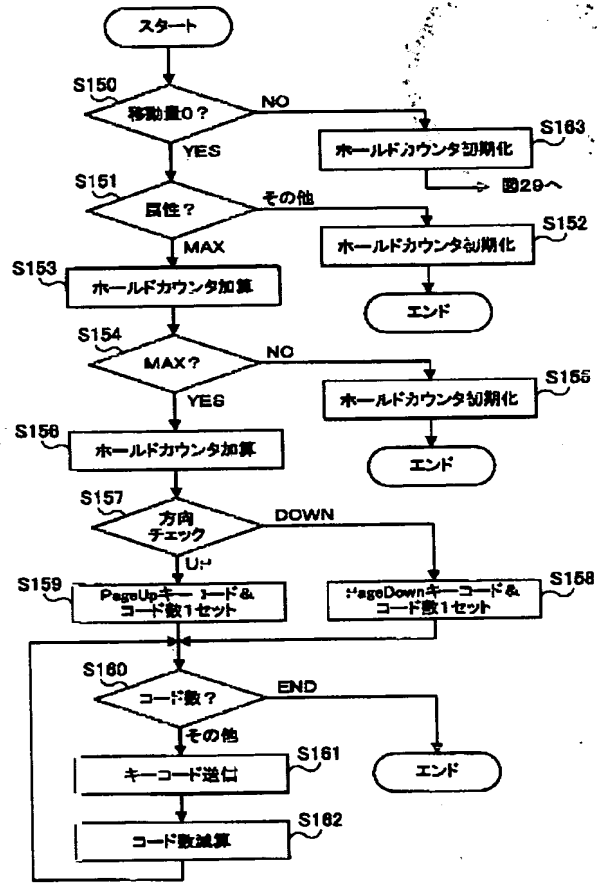 スタート
S150
移動量0?
NO
YES
S163
ホールドカウンタ初期化
図29へ
S151
属性?
その他
MAX
S152
ホールドカウンタ初期化
エンド
S153
ホールドカウンタ加算
S154
MAX?
NO
YES
S155
ホールドカウンタ初期化
エンド
S156
ホールドカウンタ加算
S157
方向
チェック
DOWN
UP
S159
PageUpキーコード&
コード数1セット
S158
PageDownキーコード&
コード数1セット
S160
コード数?
END
その他
エンド
S161
キーコード送信
S162
コード数減算